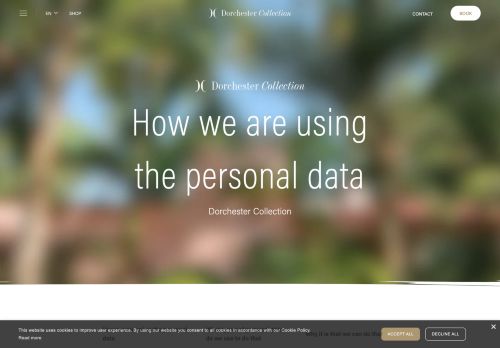 EN SHOP Dorchester Collection CONTACT BOOK
Dorchester Collection
How we are using
the personal data
Dorchester Collection
This website uses cookies to improve user experience. By using our website you consent to all cookies in accordance with our Cookie Policy.
Read more
ACCEPT ALL
DECLINE ALL